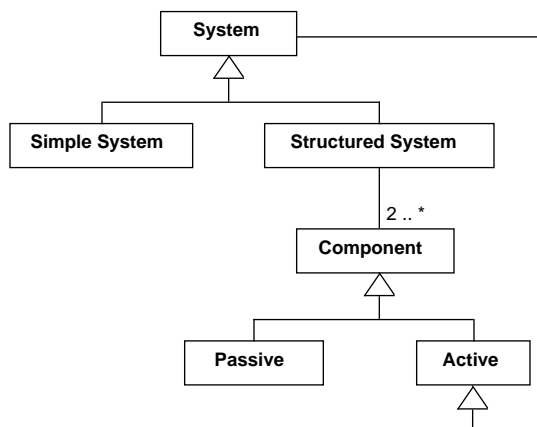 System
Simple System
Structured System
2 .. *
Component
Passive
Active